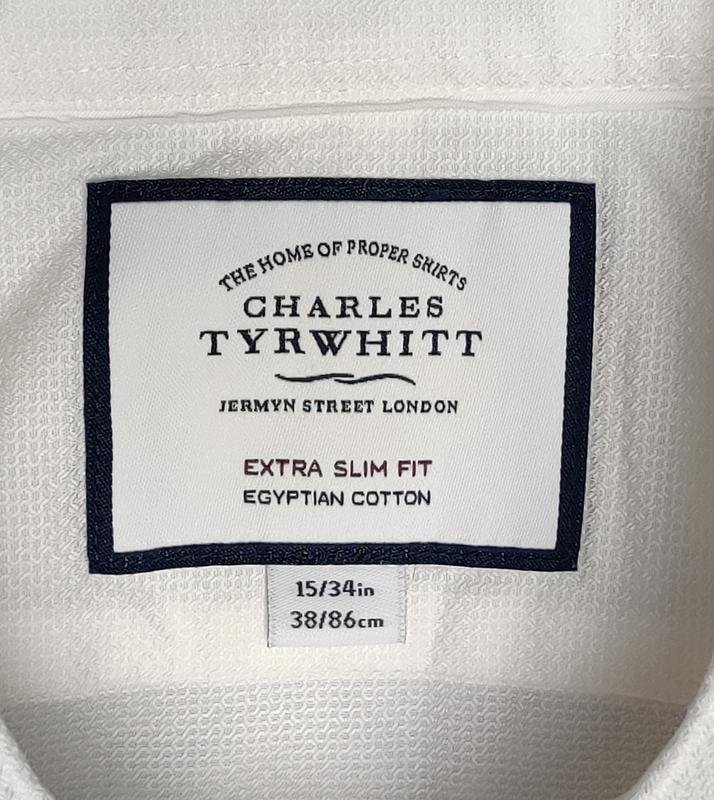 THE HOME OF PROPER SHIRTS
CHARLES
TYRWHITT
JERMYN STREET LONDON
EXTRA SLIM FIT
EGYPTIAN COTTON
15/34in
38/86cm